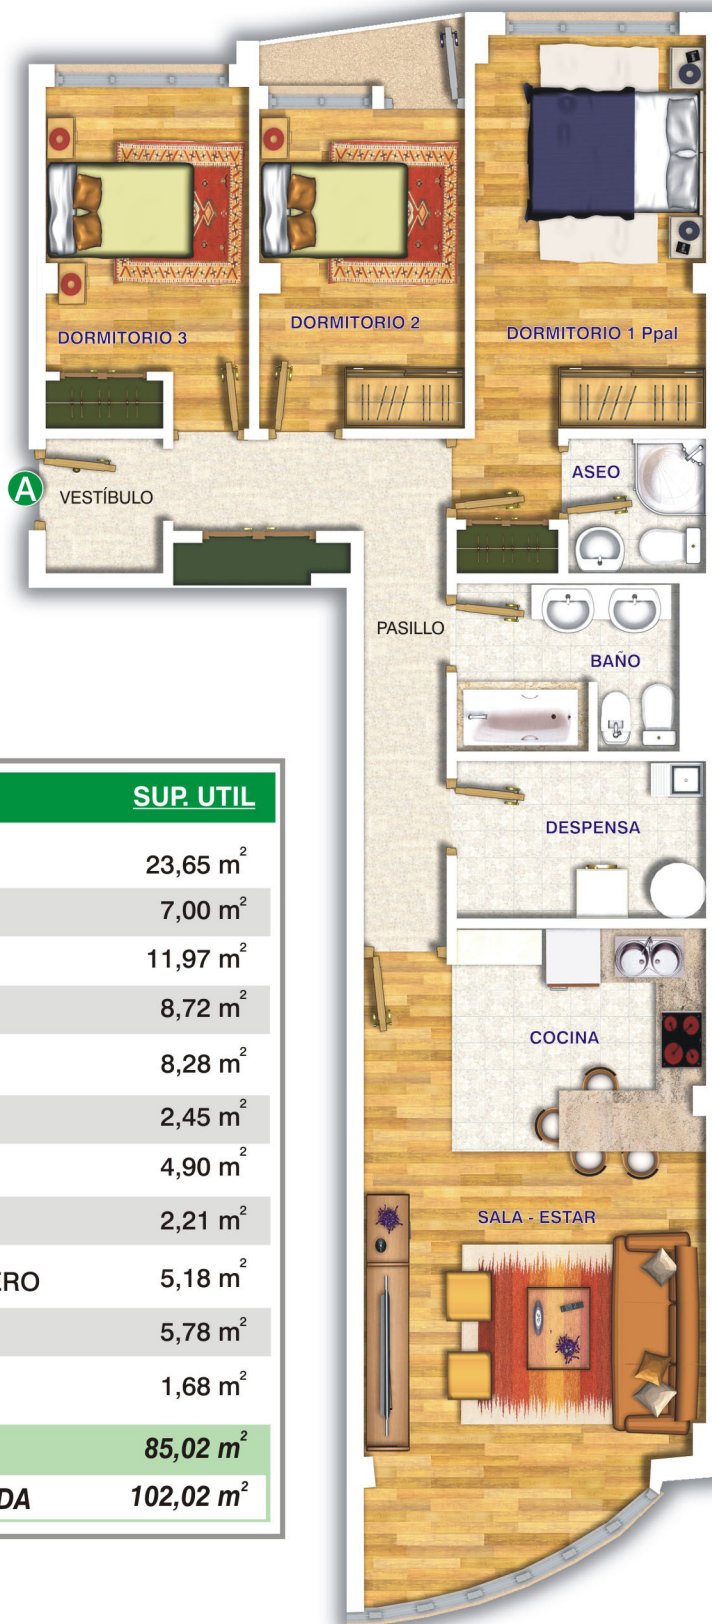 DORMITORIO 3
DORMITORIO 2
DORMITORIO 1 Ppal
A
VESTÍBULO
ASEO
PASILLO
BAÑO
DESPENSA
COCINA
SALA - ESTAR
SUP. UTIL
23,65 m²
7,00 m²
11,97 m²
8,72 m²
8,28 m²
2,45 m²
4,90 m²
2,21 m²
ERO 5,18 m²
5,78 m²
1,68 m²
85,02 m²
DA 102,02 m²